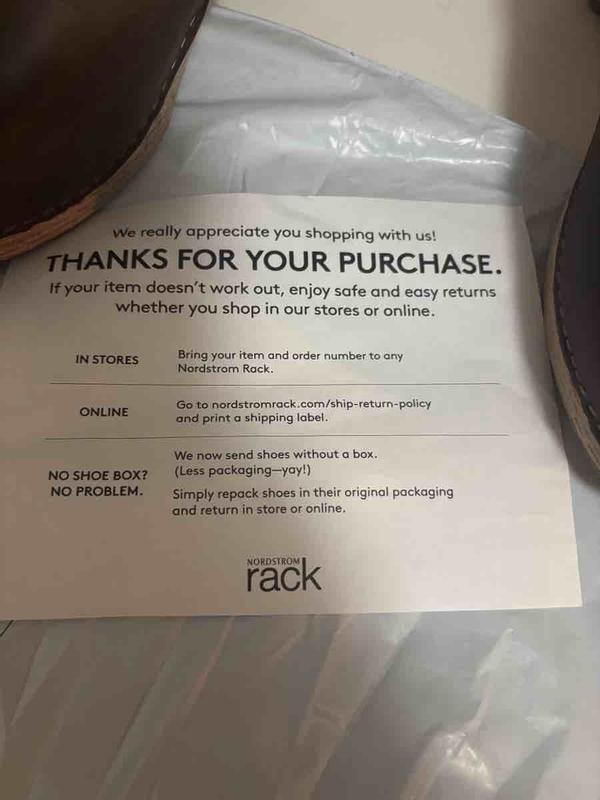 We really appreciate you shopping with us!
THANKS FOR YOUR PURCHASE.
If your item doesn't work out, enjoy safe and easy returns
whether you shop in our stores or online.
IN STORES
Bring your item and order number to any
Nordstrom Rack.
ONLINE
Go to nordstromrack.com/ship-return-policy
and print a shipping label.
NO SHOE BOX?
NO PROBLEM.
We now send shoes without a box.
(Less packaging—yay!)
Simply repack shoes in their original packaging
and return in store or online.
NORDSTROM
rack